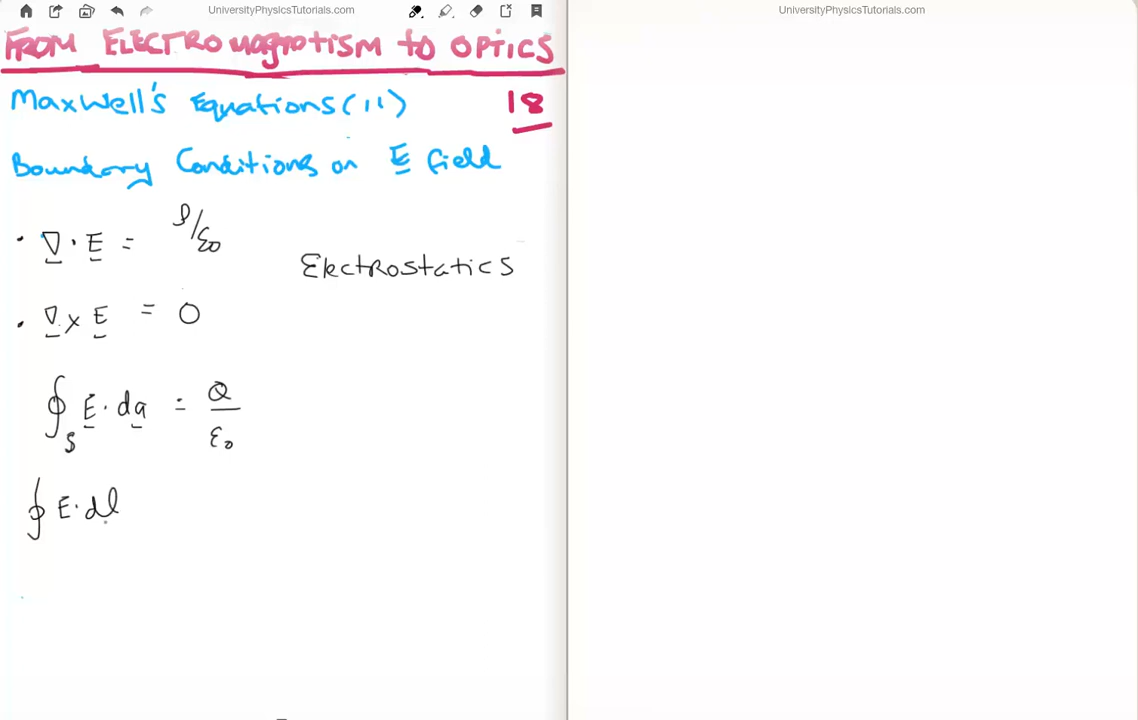 UniversityPhysicsTutorials.com
UniversityPhysicsTutorials.com
FROM ELECTROmagnetism to OPTICS
Maxwell's Equations(11) 18
Boundary Conditions on E field
• ∇ · E = ρ/ε0
Electrostatics
• ∇ × E = 0
∮S E · da = Q/ε0
∮ E · dl